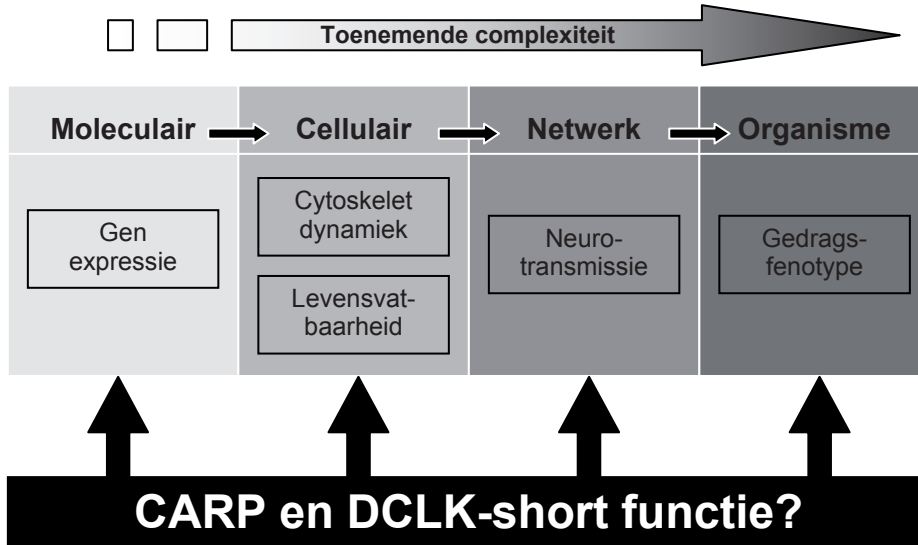 Toenemende complexiteit
Moleculair
Cellulair
Netwerk
Organisme
Gen
expressie
Cytoskelet
dynamiek
Levensvat-
baarheid
Neuro-
transmissie
Gedrags-
fenotype
CARP en DCLK-short functie?